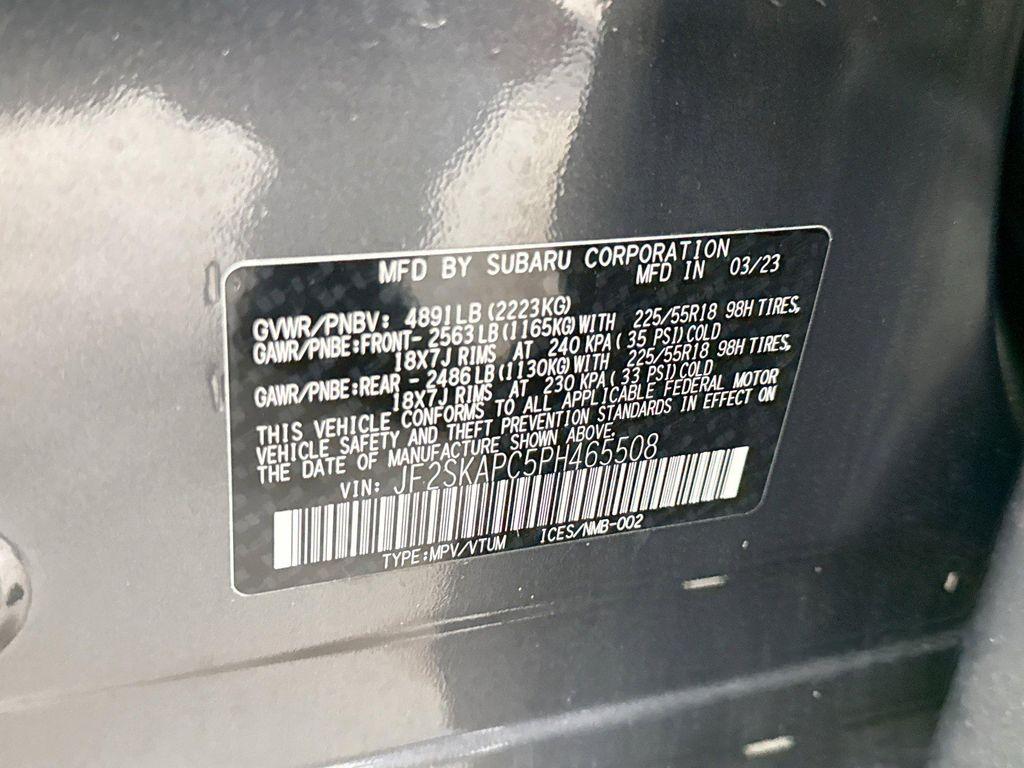 MFD BY SUBARU CORPORATION
MFD IN 03/23
GVWR/PNBV: 4891LB(2223KG)
GAWR/PNBE:FRONT- 2563LB(1165KG)WITH 225/55R18 98H TIRES,
18X7J RIMS AT 240 KPA( 35 PSI)COLD
GAWR/PNBE:REAR - 2486LB(1130KG)WITH 225/55R18 98H TIRES,
18X7J RIMS AT 230 KPA( 33 PSI)COLD
THIS VEHICLE CONFORMS TO ALL APPLICABLE FEDERAL MOTOR
VEHICLE SAFETY AND THEFT PREVENTION STANDARDS IN EFFECT ON
THE DATE OF MANUFACTURE SHOWN ABOVE.
VIN: JF2SKAPC5PH465508
TYPE:MPV/VTUM ICES/NMB-002